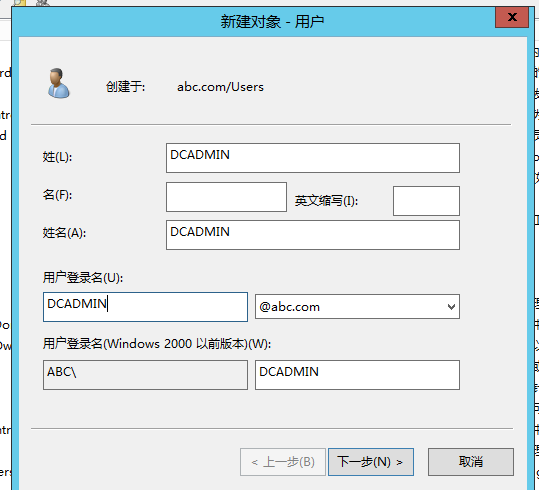 新建对象 - 用户
创建于: abc.com/Users
姓(L): DCADMIN
名(F): 英文缩写(I):
姓名(A): DCADMIN
用户登录名(U):
DCADMIN @abc.com
用户登录名(Windows 2000 以前版本)(W):
ABC\ DCADMIN
< 上一步(B) 下一步(N) > 取消